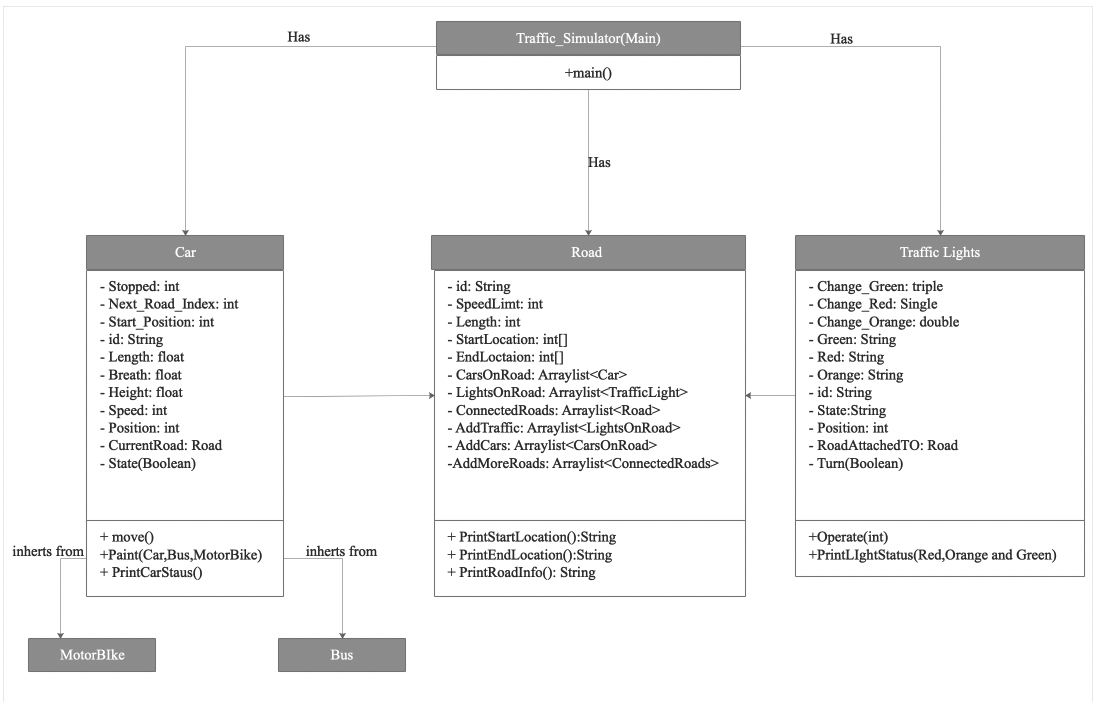 Traffic_Simulator(Main)
+main()
Has
Has
Has
Car
- Stopped: int
- Next_Road_Index: int
- Start_Position: int
- id: String
- Length: float
- Breath: float
- Height: float
- Speed: int
- Position: int
- CurrentRoad: Road
- State(Boolean)
+ move()
+Paint(Car,Bus,MotorBike)
+ PrintCarStaus()
Road
- id: String
- SpeedLimt: int
- Length: int
- StartLocation: int[]
- EndLoctaion: int[]
- CarsOnRoad: Arraylist<Car>
- LightsOnRoad: Arraylist<TrafficLight>
- ConnectedRoads: Arraylist<Road>
- AddTraffic: Arraylist<LightsOnRoad>
- AddCars: Arraylist<CarsOnRoad>
-AddMoreRoads: Arraylist<ConnectedRoads>
+ PrintStartLocation():String
+ PrintEndLocation():String
+ PrintRoadInfo(): String
Traffic Lights
- Change_Green: triple
- Change_Red: Single
- Change_Orange: double
- Green: String
- Red: String
- Orange: String
- id: String
- State:String
- Position: int
- RoadAttachedTO: Road
- Turn(Boolean)
+Operate(int)
+PrintLIghtStatus(Red,Orange and Green)
inherts from
inherts from
MotorBIke
Bus